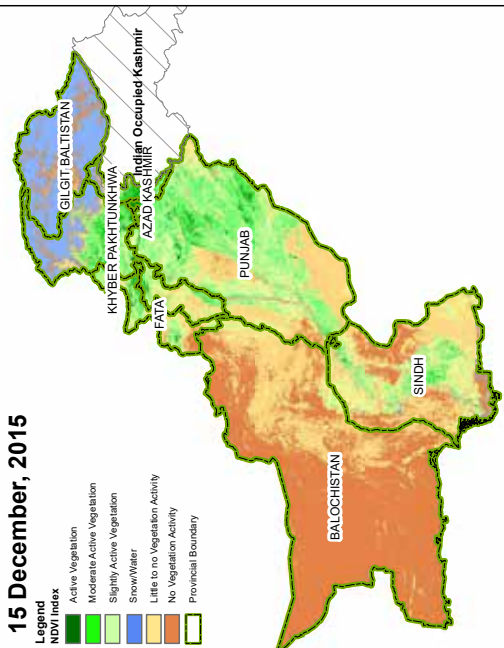 15 December, 2015
Legend
NDVI Index
Active Vegetation
Moderate Active Vegetation
Slightly Active Vegetation
Snow/Water
Little to no Vegetation Activity
No Vegetation Activity
Provincial Boundary
GILGIT BALTISTAN
KHYBER PAKHTUNKHWA
Indian Occupied Kashmir
AZAD KASHMIR
FATA
PUNJAB
SINDH
BALOCHISTAN